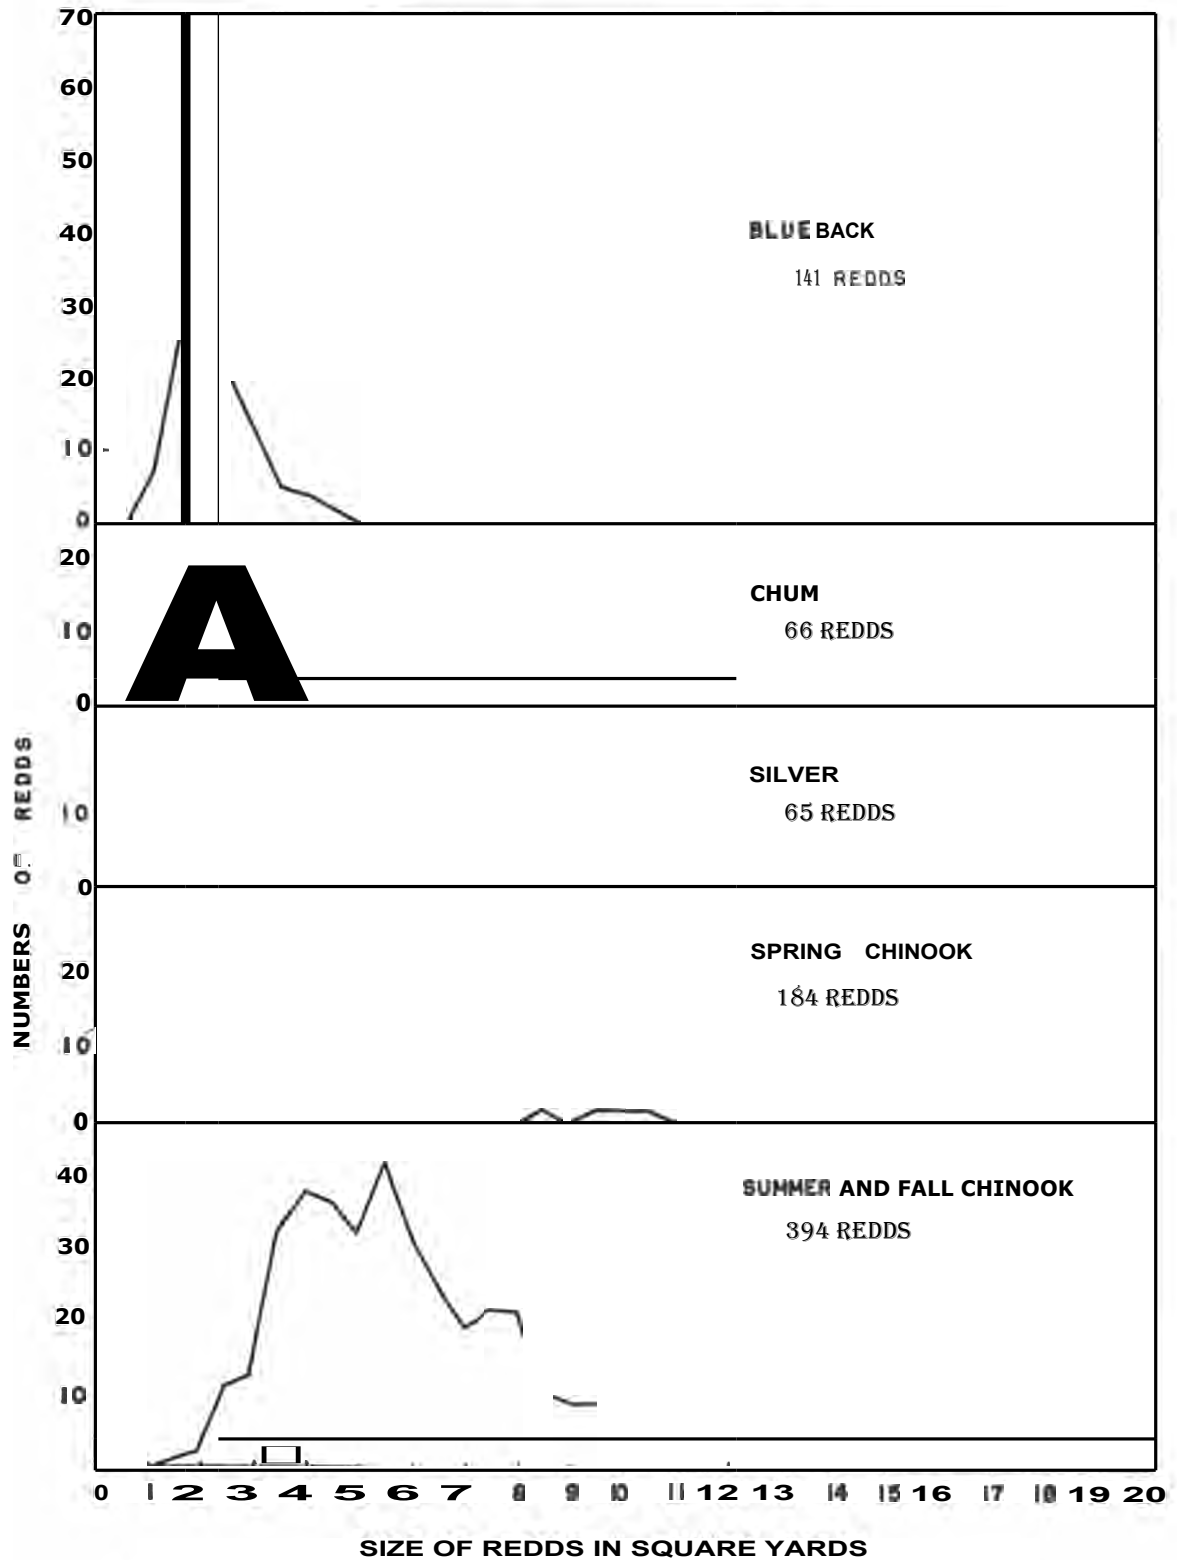 70
60
50
40
30
20
10
0
BLUEBACK
141 REDDS
20
10
0
A
CHUM
66 REDDS
10
0
SILVER
65 REDDS
20
10
0
SPRING CHINOOK
184 REDDS
40
30
20
10
SUMMER AND FALL CHINOOK
394 REDDS
0 1 2 3 4 5 6 7 8 9 10 11 12 13 14 15 16 17 18 19 20
SIZE OF REDDS IN SQUARE YARDS
NUMBERS OF REDDS